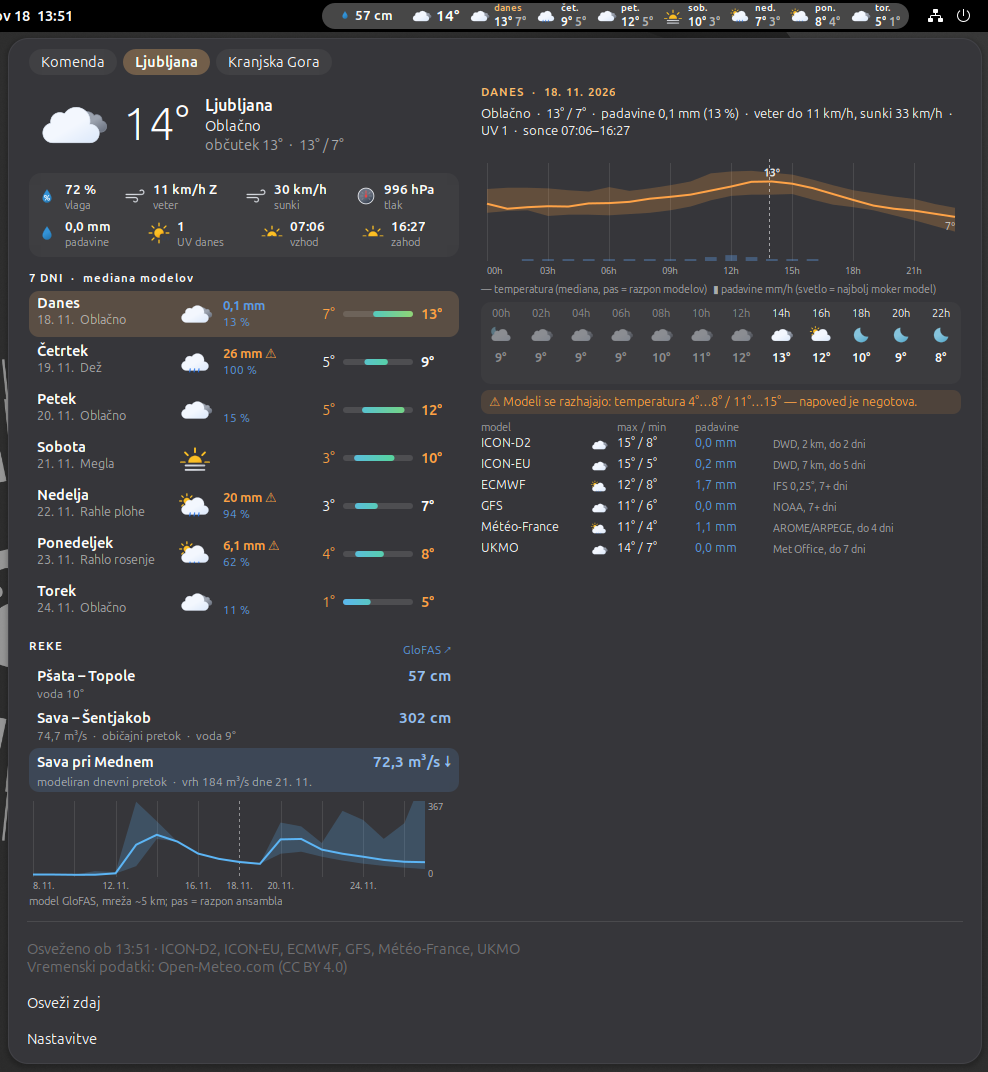 ov 18 13:51
57 cm 14° danes 13° 7° čet. 9° 5° pet. 12° 5° sob. 10° 3° ned. 7° 3° pon. 8° 4° tor. 5° 1°
Komenda Ljubljana Kranjska Gora
14°
Ljubljana
Oblačno
občutek 13° · 13° / 7°
72 % 11 km/h Z 30 km/h 996 hPa
vlaga veter sunki tlak
0,0 mm 1 07:06 16:27
padavine UV danes vzhod zahod
7 DNI · mediana modelov
Danes 0,1 mm 7° 13°
18. 11. Oblačno 13 %
Četrtek 26 mm ⚠ 5° 9°
19. 11. Dež 100 %
Petek 5° 12°
20. 11. Oblačno 15 %
Sobota 3° 10°
21. 11. Megla
Nedelja 20 mm ⚠ 3° 7°
22. 11. Rahle plohe 94 %
Ponedeljek 6,1 mm ⚠ 4° 8°
23. 11. Rahlo rosenje 62 %
Torek 1° 5°
24. 11. Oblačno 11 %
REKE GloFAS ↗
Pšata – Topole 57 cm
voda 10°
Sava – Šentjakob 302 cm
74,7 m³/s · običajni pretok · voda 9°
Sava pri Mednem 72,3 m³/s ↓
modeliran dnevni pretok · vrh 184 m³/s dne 21. 11.
367
0
8. 11. 12. 11. 16. 11. 18. 11. 20. 11. 24. 11.
model GloFAS, mreža ~5 km; pas = razpon ansambla
DANES · 18. 11. 2026
Oblačno · 13° / 7° · padavine 0,1 mm (13 %) · veter do 11 km/h, sunki 33 km/h ·
UV 1 · sonce 07:06–16:27
13°
7°
00h 03h 06h 09h 12h 15h 18h 21h
— temperatura (mediana, pas = razpon modelov) ▮ padavine mm/h (svetlo = najbolj moker model)
00h 02h 04h 06h 08h 10h 12h 14h 16h 18h 20h 22h
9° 9° 9° 9° 10° 11° 12° 13° 12° 10° 9° 8°
⚠ Modeli se razhajajo: temperatura 4°…8° / 11°…15° — napoved je negotova.
model max / min padavine
ICON-D2 15° / 8° 0,0 mm DWD, 2 km, do 2 dni
ICON-EU 15° / 5° 0,2 mm DWD, 7 km, do 5 dni
ECMWF 12° / 8° 1,7 mm IFS 0,25°, 7+ dni
GFS 11° / 6° 0,0 mm NOAA, 7+ dni
Météo-France 11° / 4° 1,1 mm AROME/ARPEGE, do 4 dni
UKMO 14° / 7° 0,0 mm Met Office, do 7 dni
Osveženo ob 13:51 · ICON-D2, ICON-EU, ECMWF, GFS, Météo-France, UKMO
Vremenski podatki: Open-Meteo.com (CC BY 4.0)
Osveži zdaj
Nastavitve